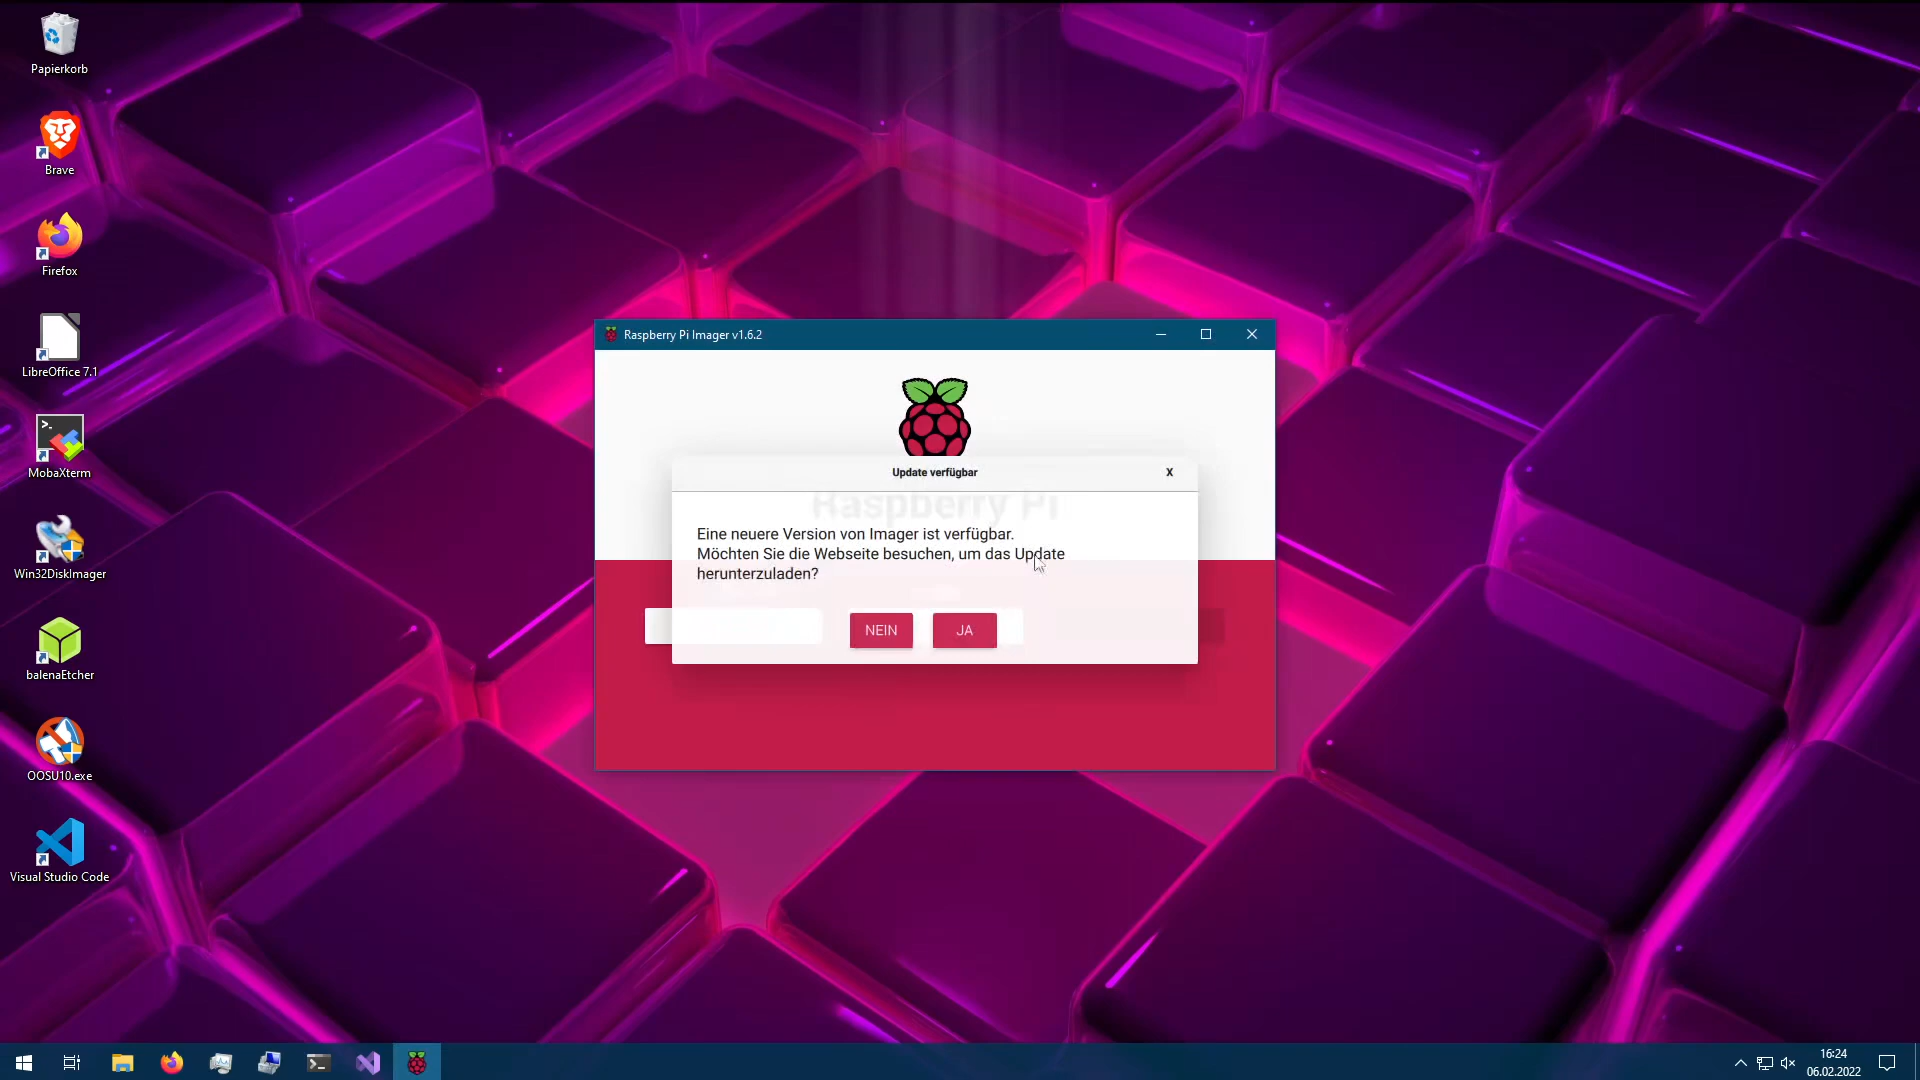 Papierkorb
Brave
Firefox
LibreOffice 7.1
MobaXterm
Win32DiskImager
balenaEtcher
OOSU10.exe
Visual Studio Code
Raspberry Pi Imager v1.6.2
Update verfügbar
X
Raspberry Pi
Eine neuere Version von Imager ist verfügbar.
Möchten Sie die Webseite besuchen, um das Update
herunterzuladen?
NEIN
JA
16:24
06.02.2022